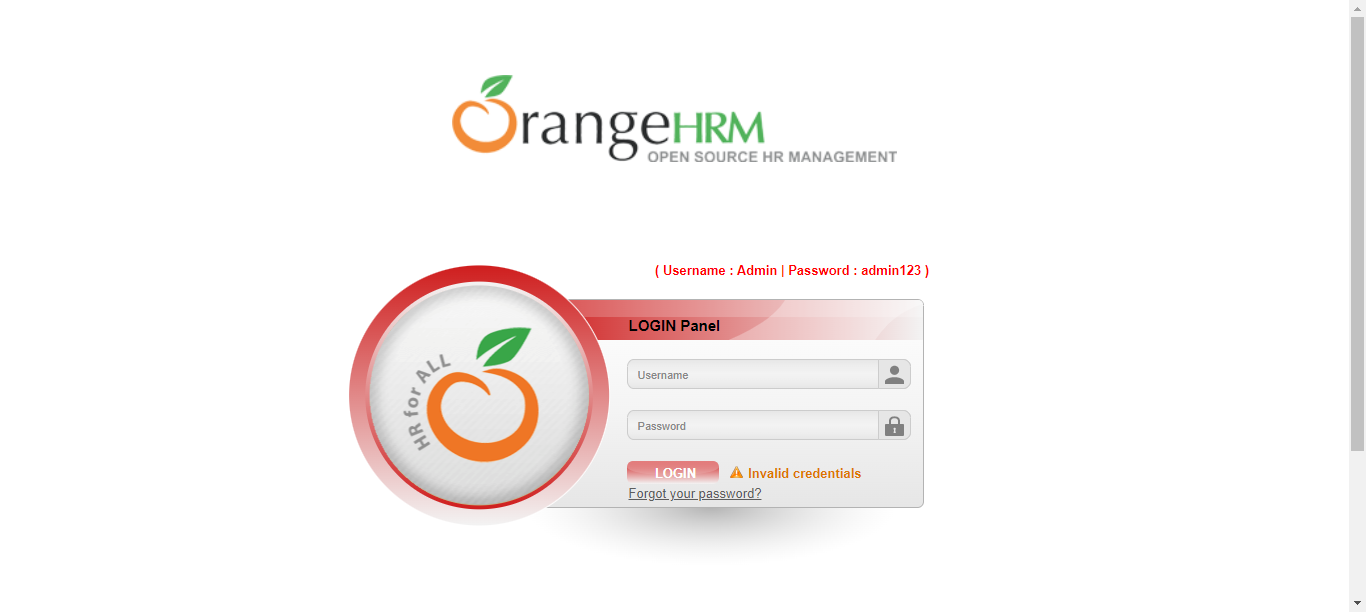 OrangeHRM
OPEN SOURCE HR MANAGEMENT
( Username : Admin | Password : admin123 )
LOGIN Panel
HR for ALL
Username
Password
LOGIN
Invalid credentials
Forgot your password?